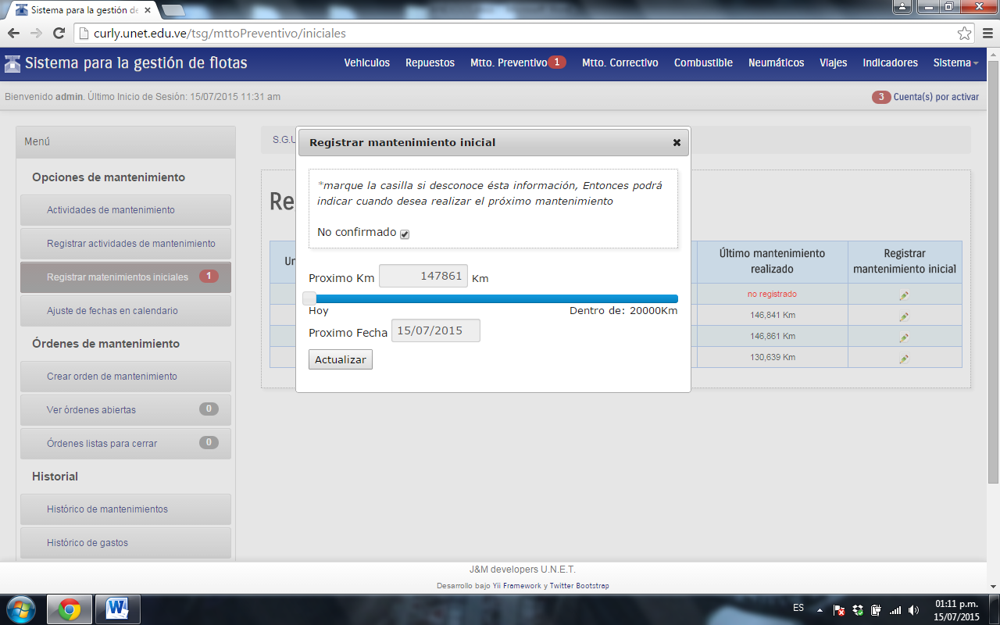 Sistema para la gestión de
curly.unet.edu.ve/tsg/mttoPreventivo/iniciales
Sistema para la gestión de flotas
Vehiculos Repuestos Mtto. Preventivo 1 Mtto. Correctivo Combustible Neumáticos Viajes Indicadores Sistema
Bienvenido admin. Último Inicio de Sesión: 15/07/2015 11:31 am
3 Cuenta(s) por activar
Menú
Opciones de mantenimiento
Actividades de mantenimiento
Registrar actividades de mantenimiento
Registrar matenimientos iniciales 1
Ajuste de fechas en calendario
Órdenes de mantenimiento
Crear orden de mantenimiento
Ver órdenes abiertas 0
Órdenes listas para cerrar 0
Historial
Histórico de mantenimientos
Histórico de gastos
S.G.U
Re
Un
Registrar mantenimiento inicial
*marque la casilla si desconoce ésta información, Entonces podrá
indicar cuando desea realizar el próximo mantenimiento
No confirmado
Proximo Km 147861 Km
Hoy Dentro de: 20000Km
Proximo Fecha 15/07/2015
Actualizar
Último mantenimiento
realizado
Registrar
mantenimiento inicial
no registrado
146,841 Km
146,861 Km
130,639 Km
J&M developers U.N.E.T.
Desarrollo bajo Yii Framework y Twitter Bootstrap
ES
01:11 p.m.
15/07/2015